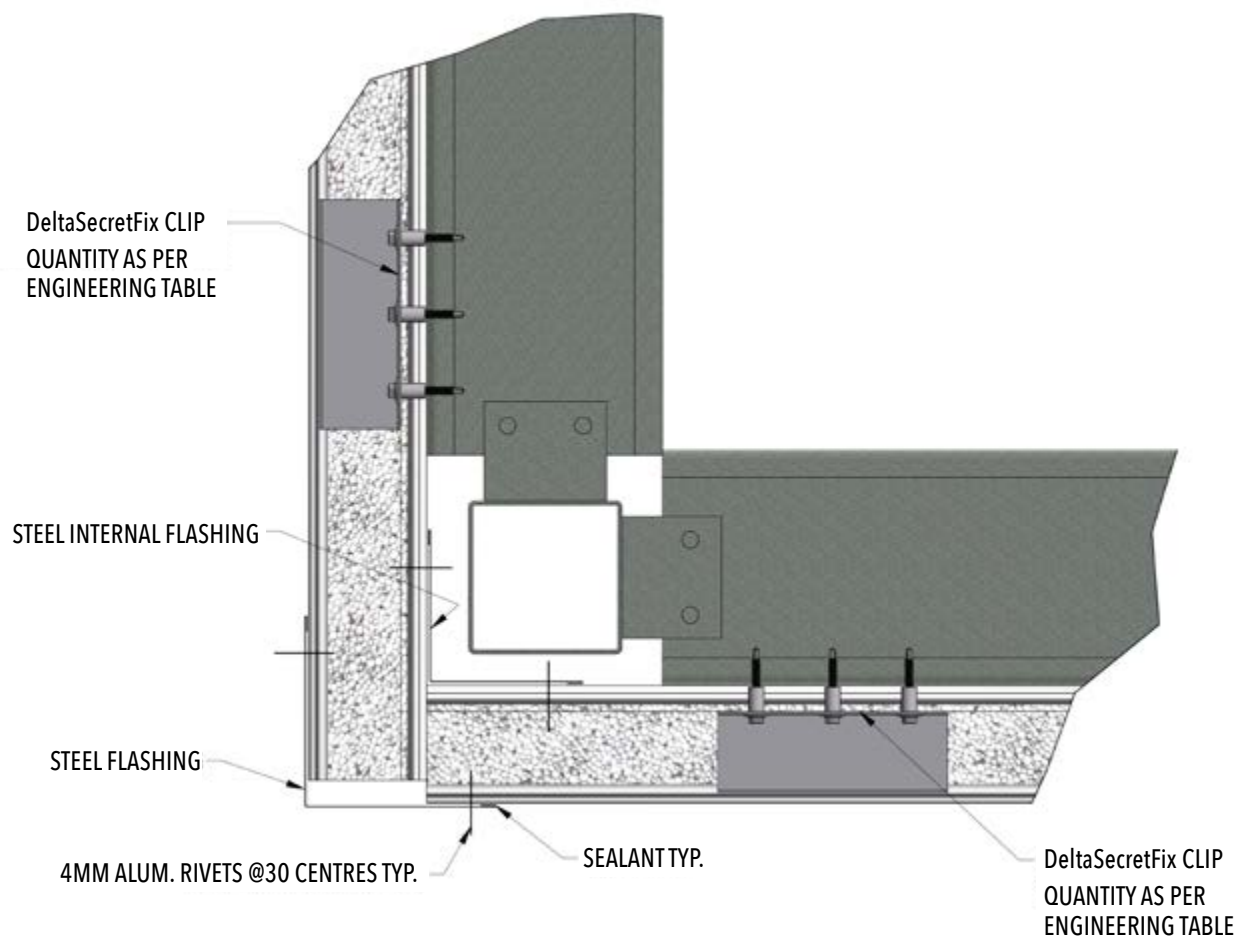 DeltaSecretFix CLIP
QUANTITY AS PER
ENGINEERING TABLE
STEEL INTERNAL FLASHING
STEEL FLASHING
4MM ALUM. RIVETS @30 CENTRES TYP.
SEALANT TYP.
DeltaSecretFix CLIP
QUANTITY AS PER
ENGINEERING TABLE